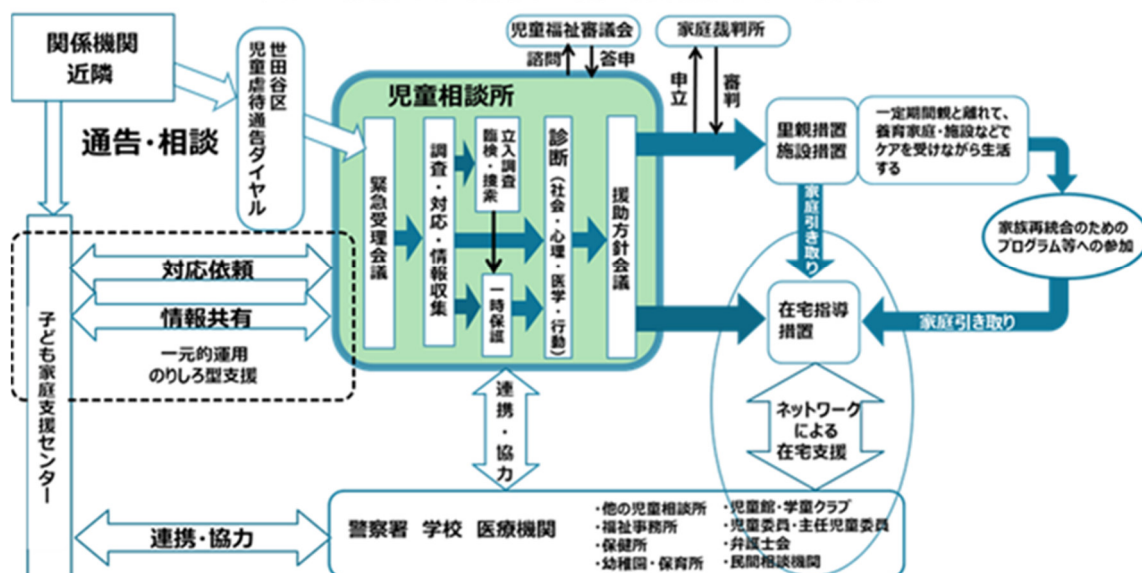 関係機関
近隣
通告・相談
世田谷区
児童虐待通告ダイヤル
児童福祉審議会
諮問
答申
家庭裁判所
申立
審判
児童相談所
緊急受理会議
調査・対応・情報収集
立入調査
臨検・捜索
一時保護
診断（社会・心理・医学・行動）
援助方針会議
里親措置
施設措置
一定期間親と離れて、
養育家庭・施設などで
ケアを受けながら生活
する
家庭引き取り
家族再統合のための
プログラム等への参加
家庭引き取り
在宅指導
措置
ネットワーク
による
在宅支援
対応依頼
情報共有
一元的運用
のりしろ型支援
子ども家庭支援センター
連携・協力
連携・協力
警察署 学校 医療機関
・他の児童相談所
・福祉事務所
・保健所
・幼稚園・保育所
・児童館・学童クラブ
・児童委員・主任児童委員
・弁護士会
・民間相談機関